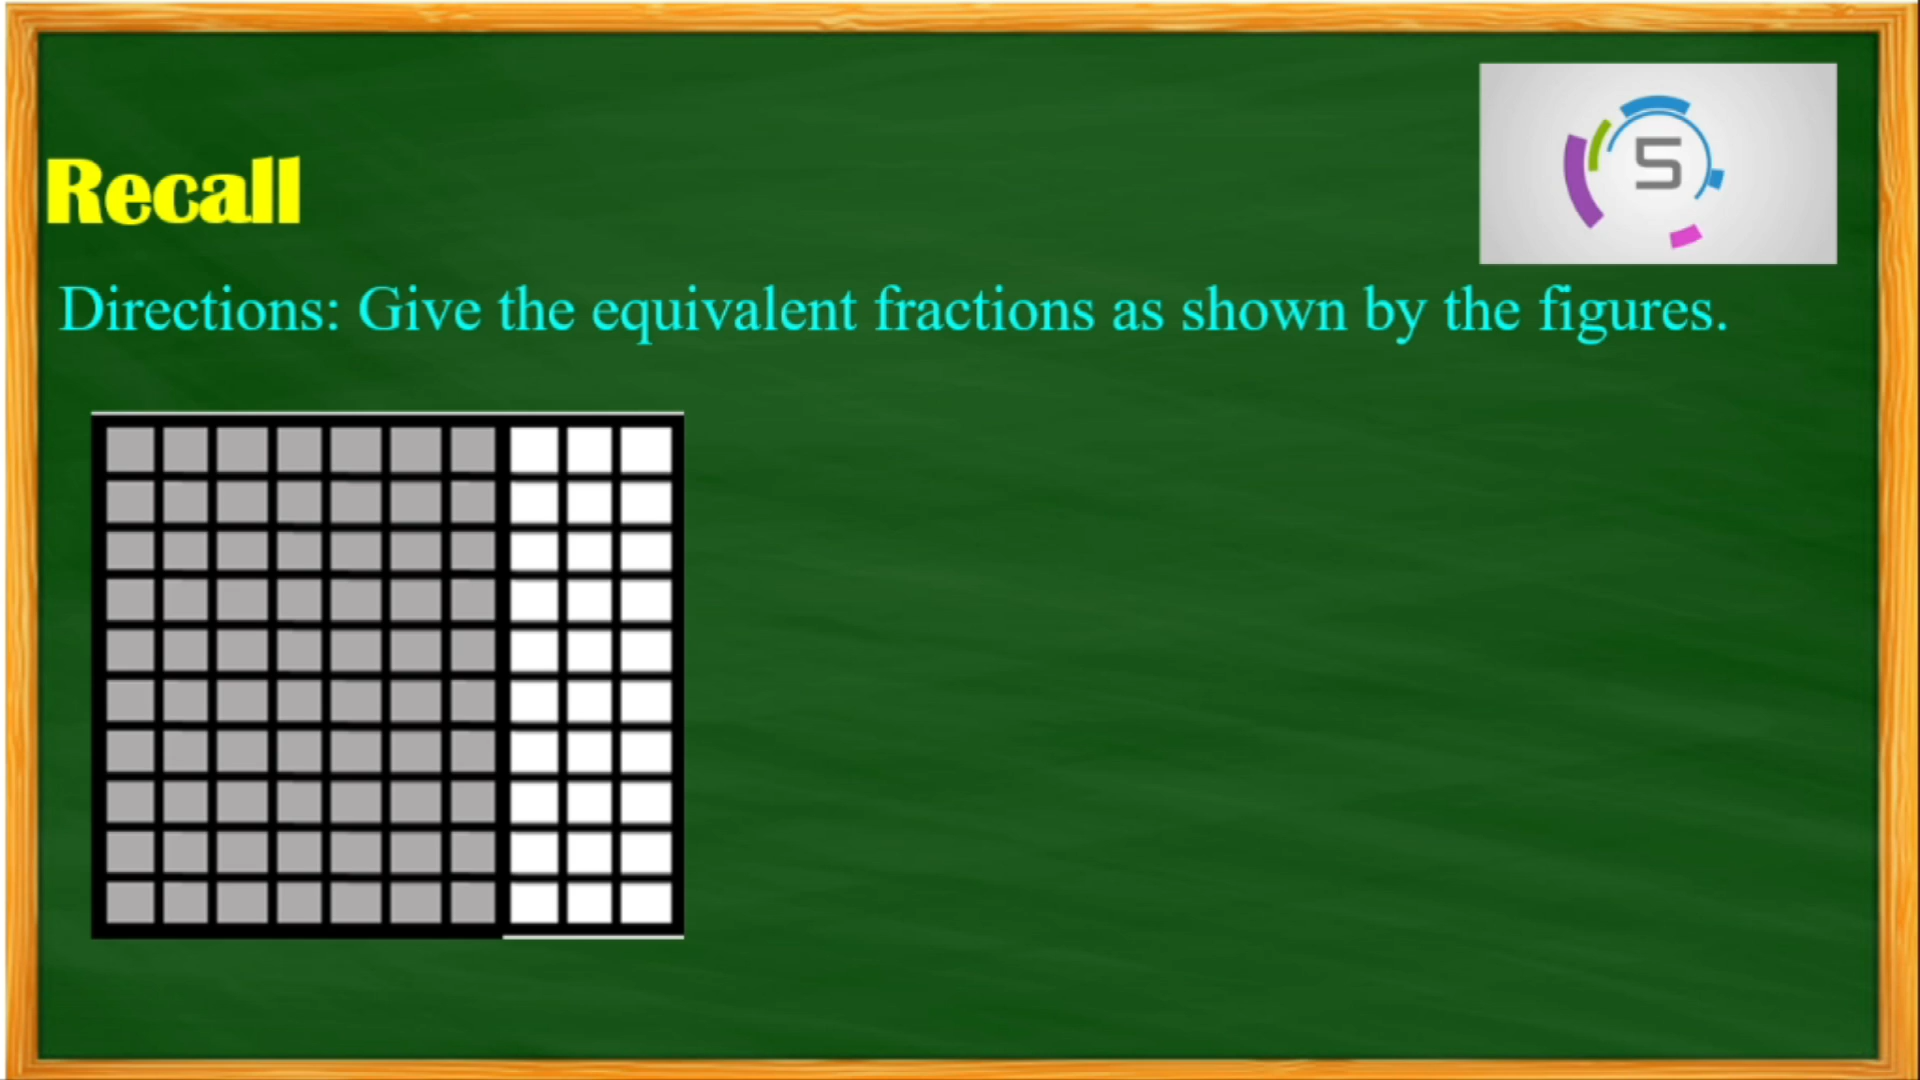 5
Recall
Directions: Give the equivalent fractions as shown by the figures.